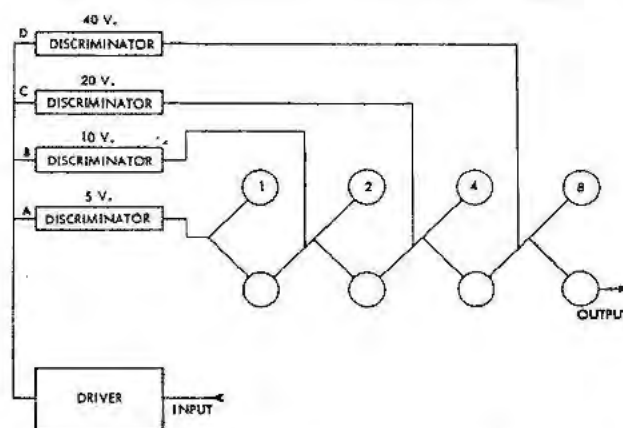 40 V.
D
DISCRIMINATOR
20 V.
C
DISCRIMINATOR
10 V.
B
DISCRIMINATOR
5 V.
A
DISCRIMINATOR
1
2
4
8
OUTPUT
DRIVER
INPUT